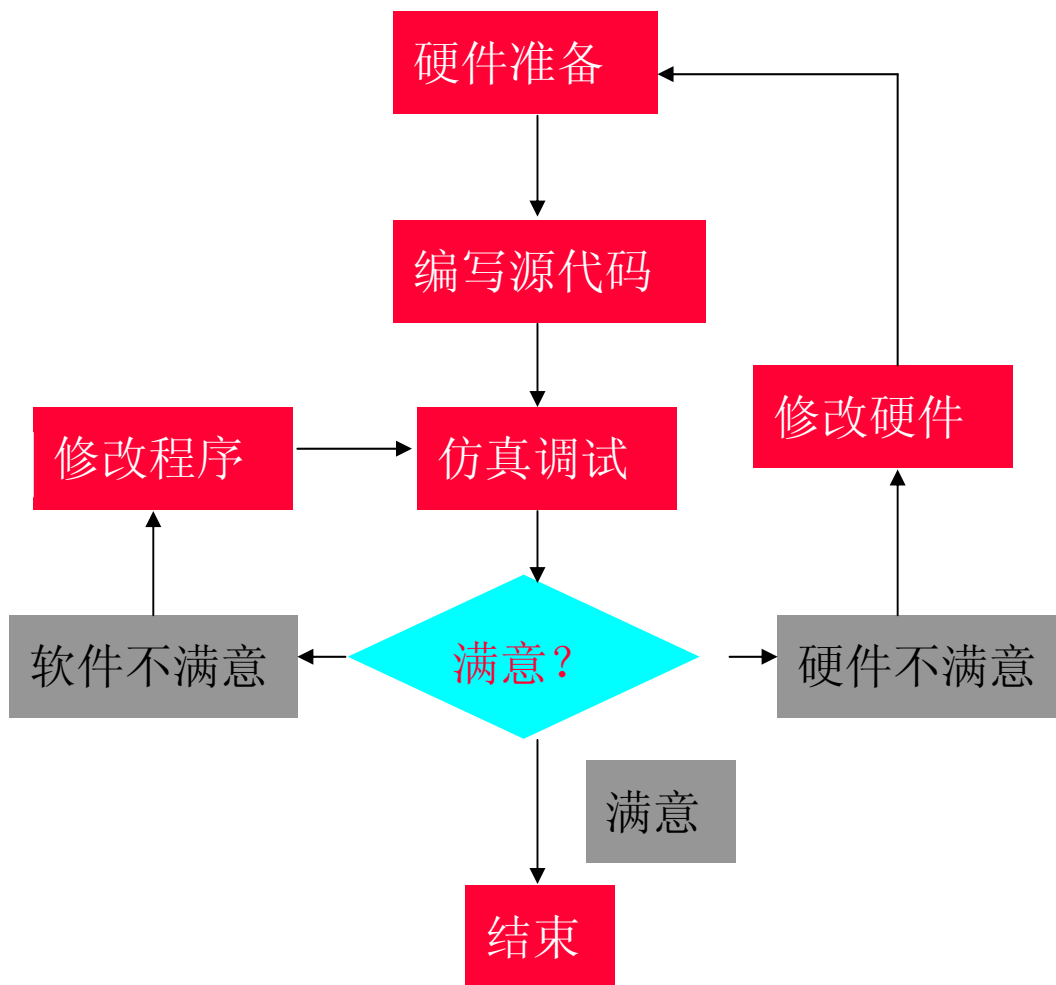 硬件准备
编写源代码
修改硬件
修改程序
仿真调试
软件不满意
满意？
硬件不满意
满意
结束